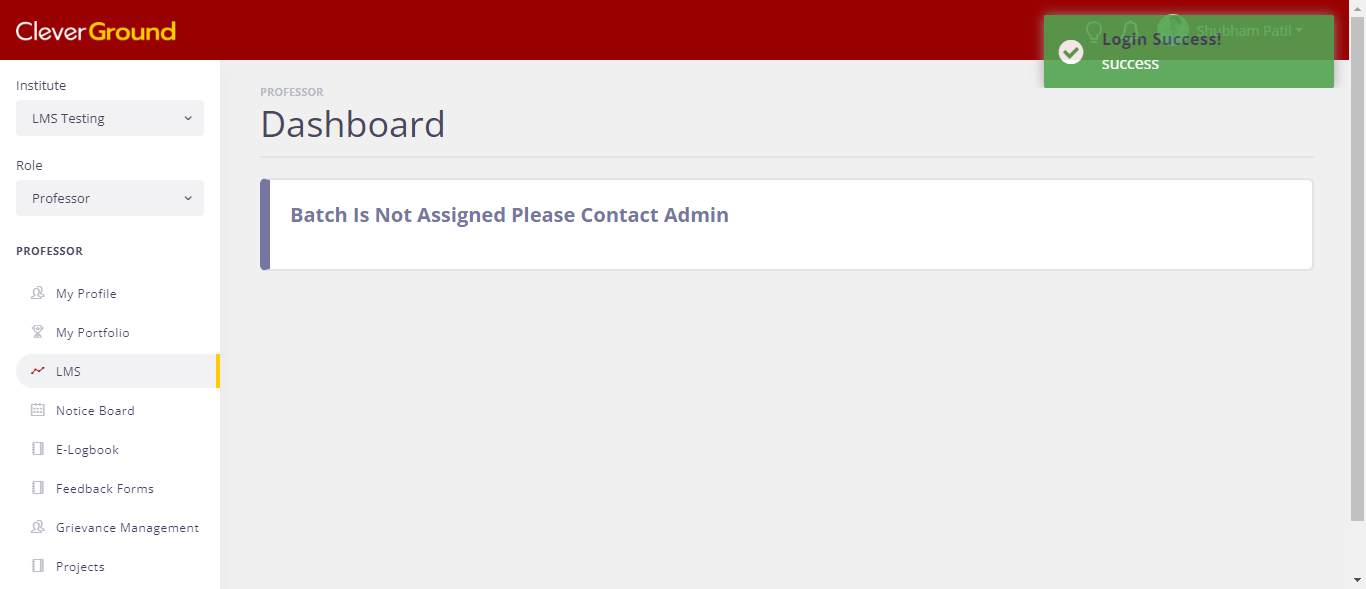 CleverGround
Shubham Patil
Login Success!
success
Institute
LMS Testing
Role
Professor
PROFESSOR
My Profile
My Portfolio
LMS
Notice Board
E-Logbook
Feedback Forms
Grievance Management
Projects
PROFESSOR
Dashboard
Batch Is Not Assigned Please Contact Admin